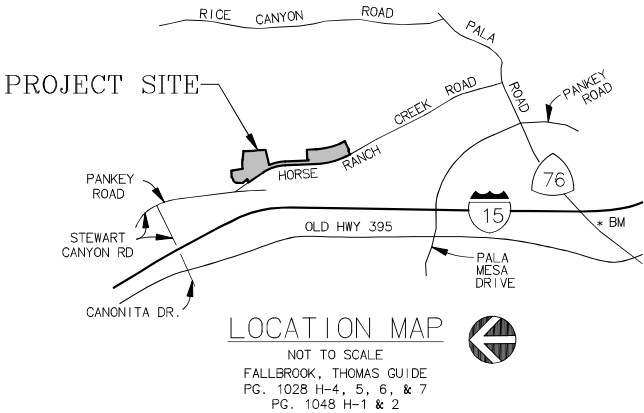 RICE CANYON ROAD
PALA
ROAD
PROJECT SITE
HORSE RANCH CREEK ROAD
PANKEY
ROAD
76
PANKEY
ROAD
STEWART
CANYON RD
15
OLD HWY 395
* BM
PALA
MESA
DRIVE
CANONITA DR.
LOCATION MAP
NOT TO SCALE
FALLBROOK, THOMAS GUIDE
PG. 1028 H-4, 5, 6, & 7
PG. 1048 H-1 & 2